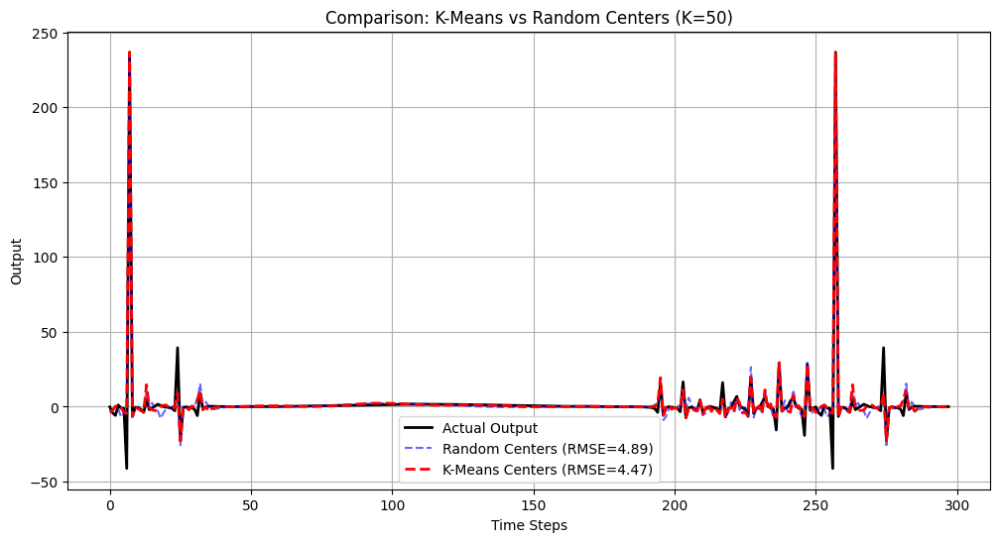 Comparison: K-Means vs Random Centers (K=50)
250
200
150
100
50
0
−50
Output
Actual Output
Random Centers (RMSE=4.89)
K-Means Centers (RMSE=4.47)
0 50 100 150 200 250 300
Time Steps